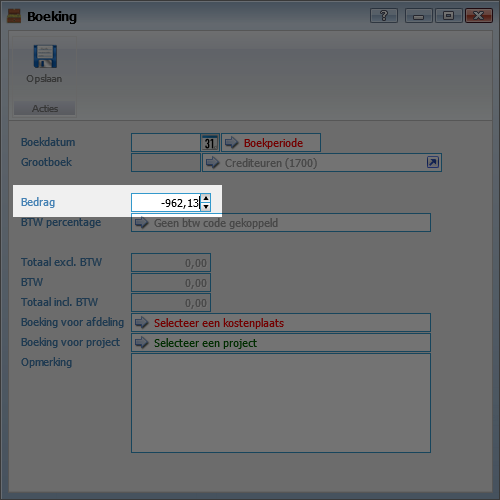 Boeking
?
Opslaan
Acties
Boekdatum 31 Boekperiode
Grootboek Crediteuren (1700)
Bedrag -962,13
BTW percentage Geen btw code gekoppeld
Totaal excl. BTW 0,00
BTW 0,00
Totaal incl. BTW 0,00
Boeking voor afdeling Selecteer een kostenplaats
Boeking voor project Selecteer een project
Opmerking